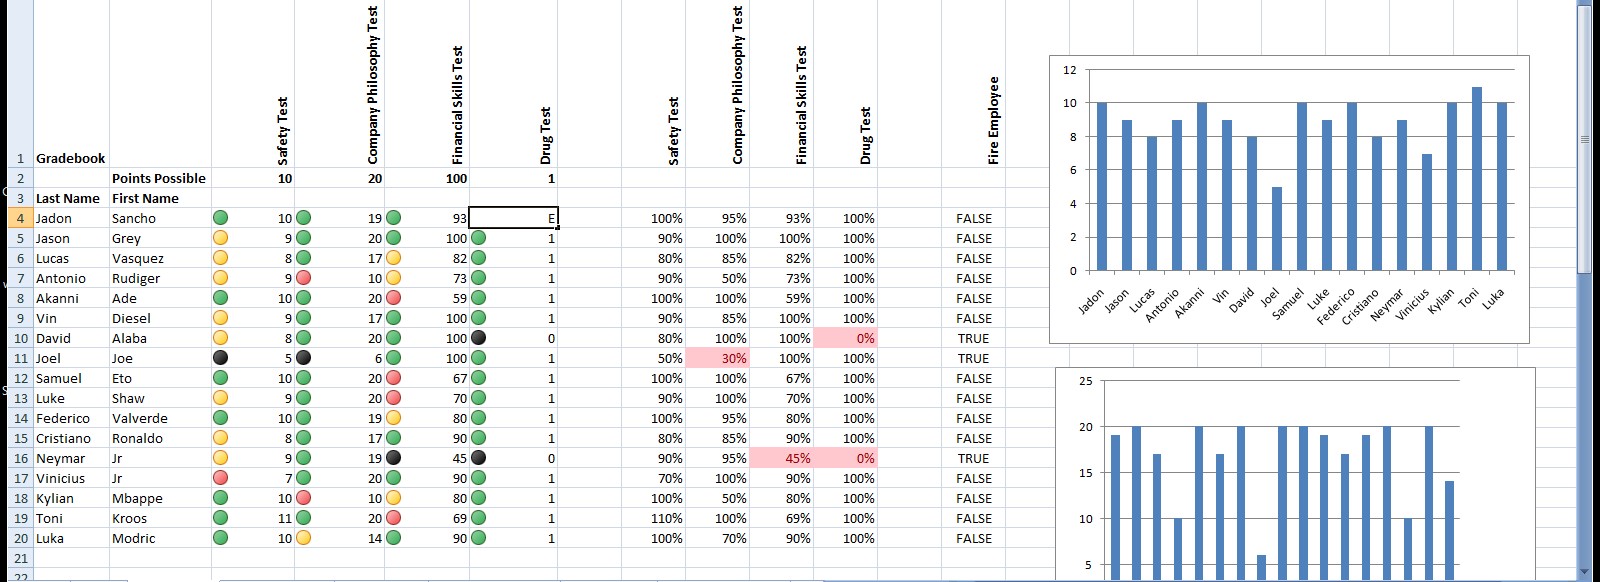 1 Gradebook Safety Test Company Philosophy Test Financial Skills Test Drug Test Safety Test Company Philosophy Test Financial Skills Test Drug Test Fire Employee
2 Points Possible 10 20 100 1
3 Last Name First Name
4 Jadon Sancho 10 19 93 E 100% 95% 93% 100% FALSE
5 Jason Grey 9 20 100 1 90% 100% 100% 100% FALSE
6 Lucas Vasquez 8 17 82 1 80% 85% 82% 100% FALSE
7 Antonio Rudiger 9 10 73 1 90% 50% 73% 100% FALSE
8 Akanni Ade 10 20 59 1 100% 100% 59% 100% FALSE
9 Vin Diesel 9 17 100 1 90% 85% 100% 100% FALSE
10 David Alaba 8 20 100 0 80% 100% 100% 0% TRUE
11 Joel Joe 5 6 100 1 50% 30% 100% 100% TRUE
12 Samuel Eto 10 20 67 1 100% 100% 67% 100% FALSE
13 Luke Shaw 9 20 70 1 90% 100% 70% 100% FALSE
14 Federico Valverde 10 19 80 1 100% 95% 80% 100% FALSE
15 Cristiano Ronaldo 8 17 90 1 80% 85% 90% 100% FALSE
16 Neymar Jr 9 19 45 0 90% 95% 45% 0% TRUE
17 Vinicius Jr 7 20 90 1 70% 100% 90% 100% FALSE
18 Kylian Mbappe 10 10 80 1 100% 50% 80% 100% FALSE
19 Toni Kroos 11 20 69 1 110% 100% 69% 100% FALSE
20 Luka Modric 10 14 90 1 100% 70% 90% 100% FALSE
21
22
12
10
8
6
4
2
0
Jadon Jason Lucas Antonio Akanni Vin David Joel Samuel Luke Federico Cristiano Neymar Vinicius Kylian Toni Luka
25
20
15
10
5